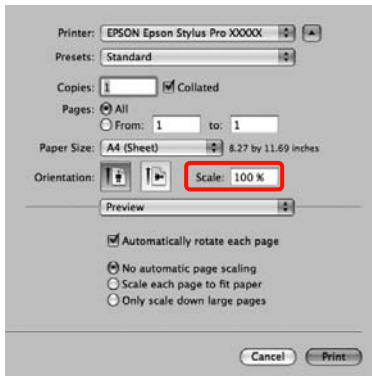 Printer: EPSON Epson Stylus Pro XXXXX
Presets: Standard
Copies: 1 Collated
Pages: All
From: 1 to: 1
Paper Size: A4 (Sheet) 8.27 by 11.69 inches
Orientation: Scale: 100 %
Preview
Automatically rotate each page
No automatic page scaling
Scale each page to fit paper
Only scale down large pages
Cancel Print